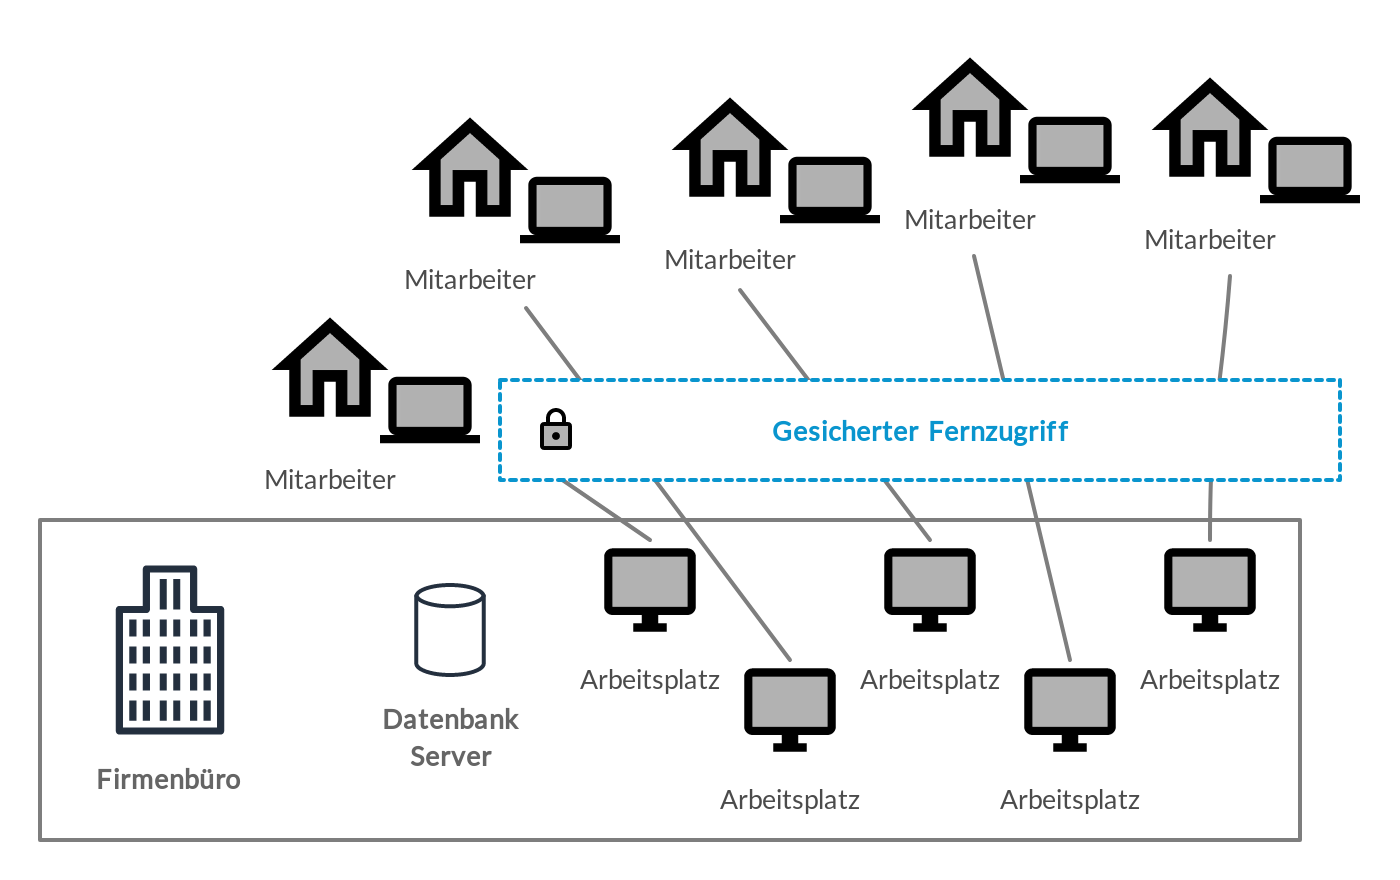 Mitarbeiter
Mitarbeiter
Mitarbeiter
Mitarbeiter
Gesicherter Fernzugriff
Mitarbeiter
Arbeitsplatz
Arbeitsplatz
Arbeitsplatz
Datenbank
Server
Firmenbüro
Arbeitsplatz
Arbeitsplatz